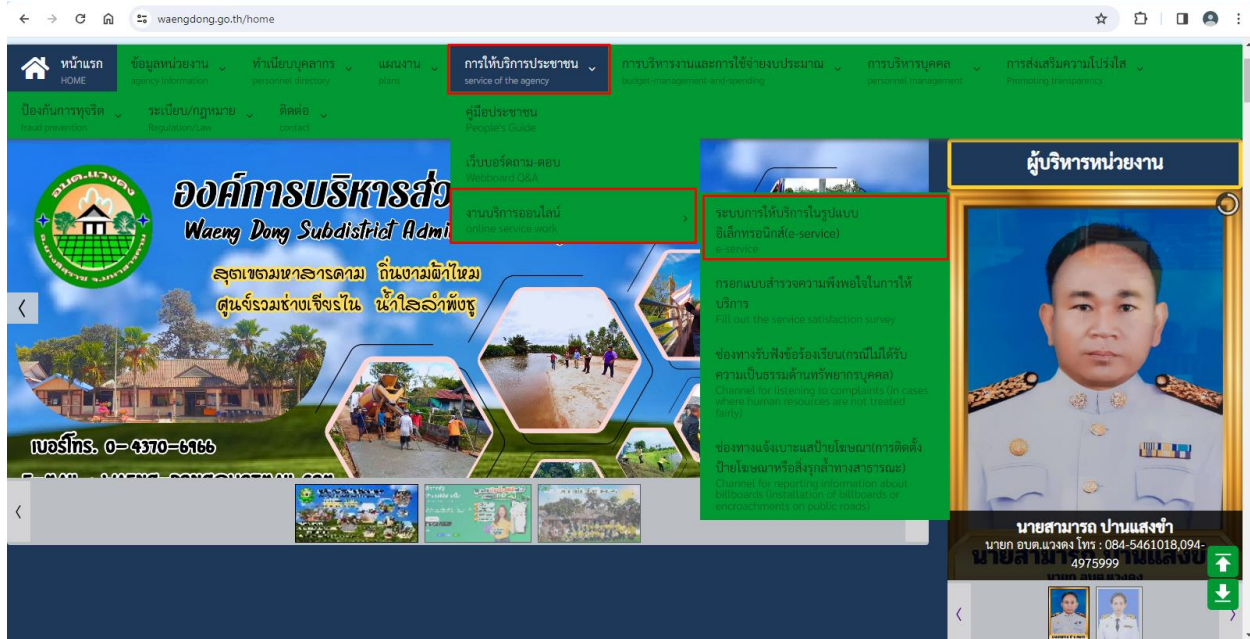 waengdong.go.th/home
หน้าแรก
HOME
ข้อมูลหน่วยงาน
agency information
ทำเนียบบุคลากร
personnel directory
แผนงาน
plans
การให้บริการประชาชน
service of the agency
การบริหารงานและการใช้จ่ายงบประมาณ
budget-management-and-spending
การบริหารบุคคล
personnel management
การส่งเสริมความโปร่งใส
Promoting transparency
ป้องกันการทุจริต
fraud prevention
ระเบียบ/กฎหมาย
Regulation/Law
ติดต่อ
contact
คู่มือประชาชน
People's Guide
เว็บบอร์ดถาม-ตอบ
Webboard Q&A
งานบริการออนไลน์
online service work
ระบบการให้บริการในรูปแบบ
อิเล็กทรอนิกส์(e-service)
e-service
กรอกแบบสำรวจความพึงพอใจในการให้
บริการ
Fill out the service satisfaction survey
ช่องทางรับฟังข้อร้องเรียน(กรณีไม่ได้รับ
ความเป็นธรรมด้านทรัพยากรบุคคล)
Channel for listening to complaints (in cases
where human resources are not treated
fairly)
ช่องทางแจ้งเบาะแสป้ายโฆษณา(การติดตั้ง
ป้ายโฆษณาหรือสิ่งรุกล้ำทางสาธารณะ)
Channel for reporting information about
billboards (installation of billboards or
encroachments on public roads)
อบต.แวงดง
องค์การบริหารส่ว
Waeng Dong Subdistrict Admi
สุดเขตมหาสารคาม ถิ่นงามผ้าไหม
ศูนย์รวมช่างเจียรไน น้ำใสลำพังชู
เบอร์โทร. 0-4370-6966
ผู้บริหารหน่วยงาน
นายสามารถ ปานแสงขำ
นายก อบต.แวงดง โทร : 084-5461018,094-
4975999